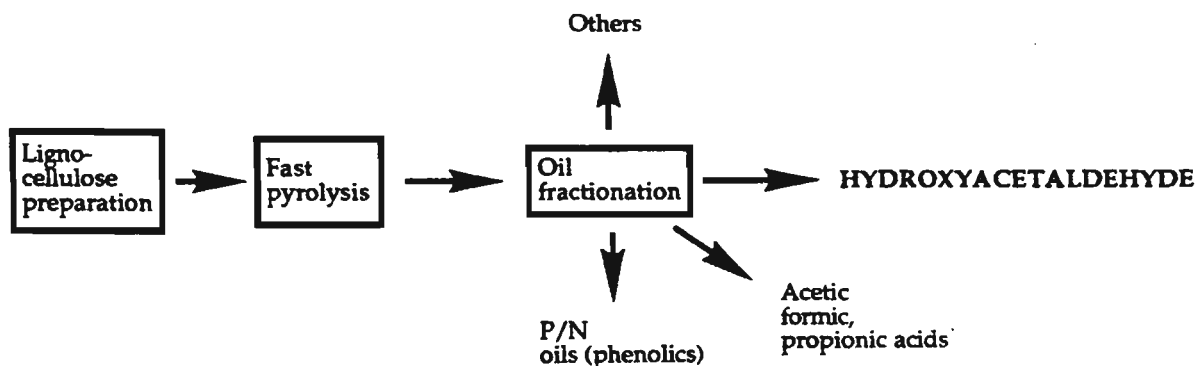 Others
Ligno-
cellulose
preparation
Fast
pyrolysis
Oil
fractionation
HYDROXYACETALDEHYDE
P/N
oils (phenolics)
Acetic
formic,
propionic acids